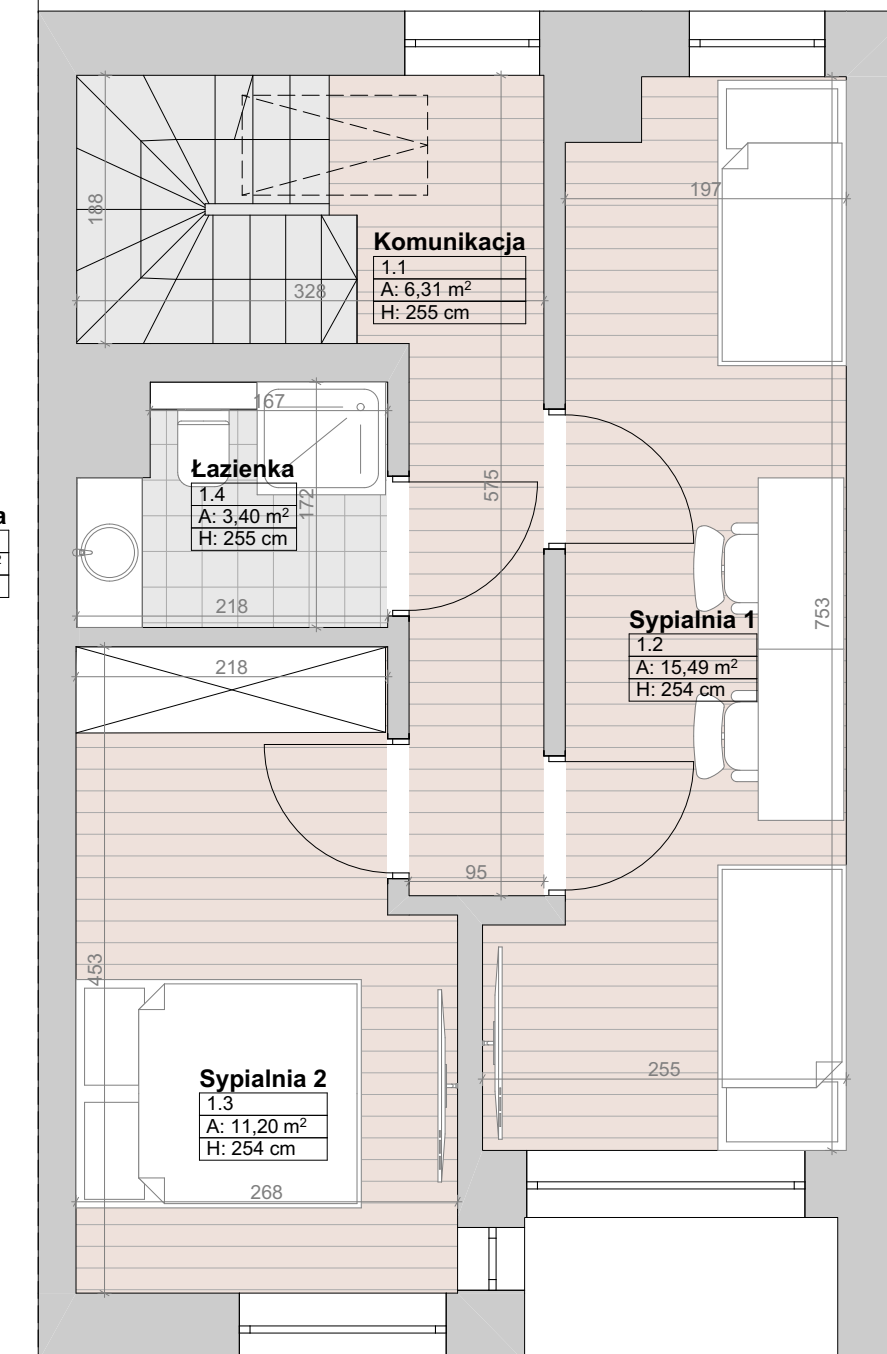 188
328
Komunikacja
1.1
A: 6,31 m²
H: 255 cm
197
167
Łazienka
1.4
A: 3,40 m²
H: 255 cm
172
575
218
218
a
Sypialnia 1
1.2
A: 15,49 m²
H: 254 cm
753
95
453
255
Sypialnia 2
1.3
A: 11,20 m²
H: 254 cm
268